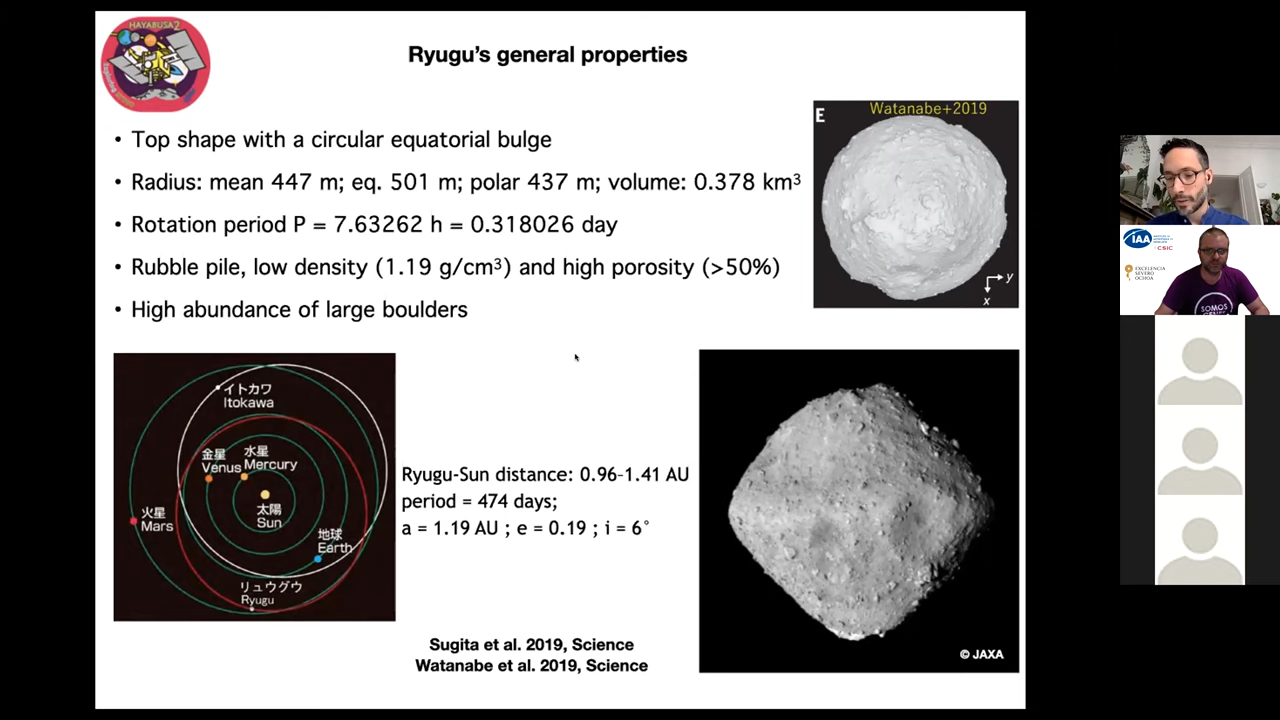 HAYABUSA2
Ryugu's general properties
• Top shape with a circular equatorial bulge
• Radius: mean 447 m; eq. 501 m; polar 437 m; volume: 0.378 km³
• Rotation period P = 7.63262 h = 0.318026 day
• Rubble pile, low density (1.19 g/cm³) and high porosity (>50%)
• High abundance of large boulders
Watanabe+2019
E
y
x
イトカワ
Itokawa
金星
Venus
水星
Mercury
太陽
Sun
火星
Mars
地球
Earth
リュウグウ
Ryugu
Ryugu-Sun distance: 0.96-1.41 AU
period = 474 days;
a = 1.19 AU ; e = 0.19 ; i = 6°
Sugita et al. 2019, Science
Watanabe et al. 2019, Science
© JAXA
IAA
CSIC
EXCELENCIA
SEVERO
OCHOA
SOMOS